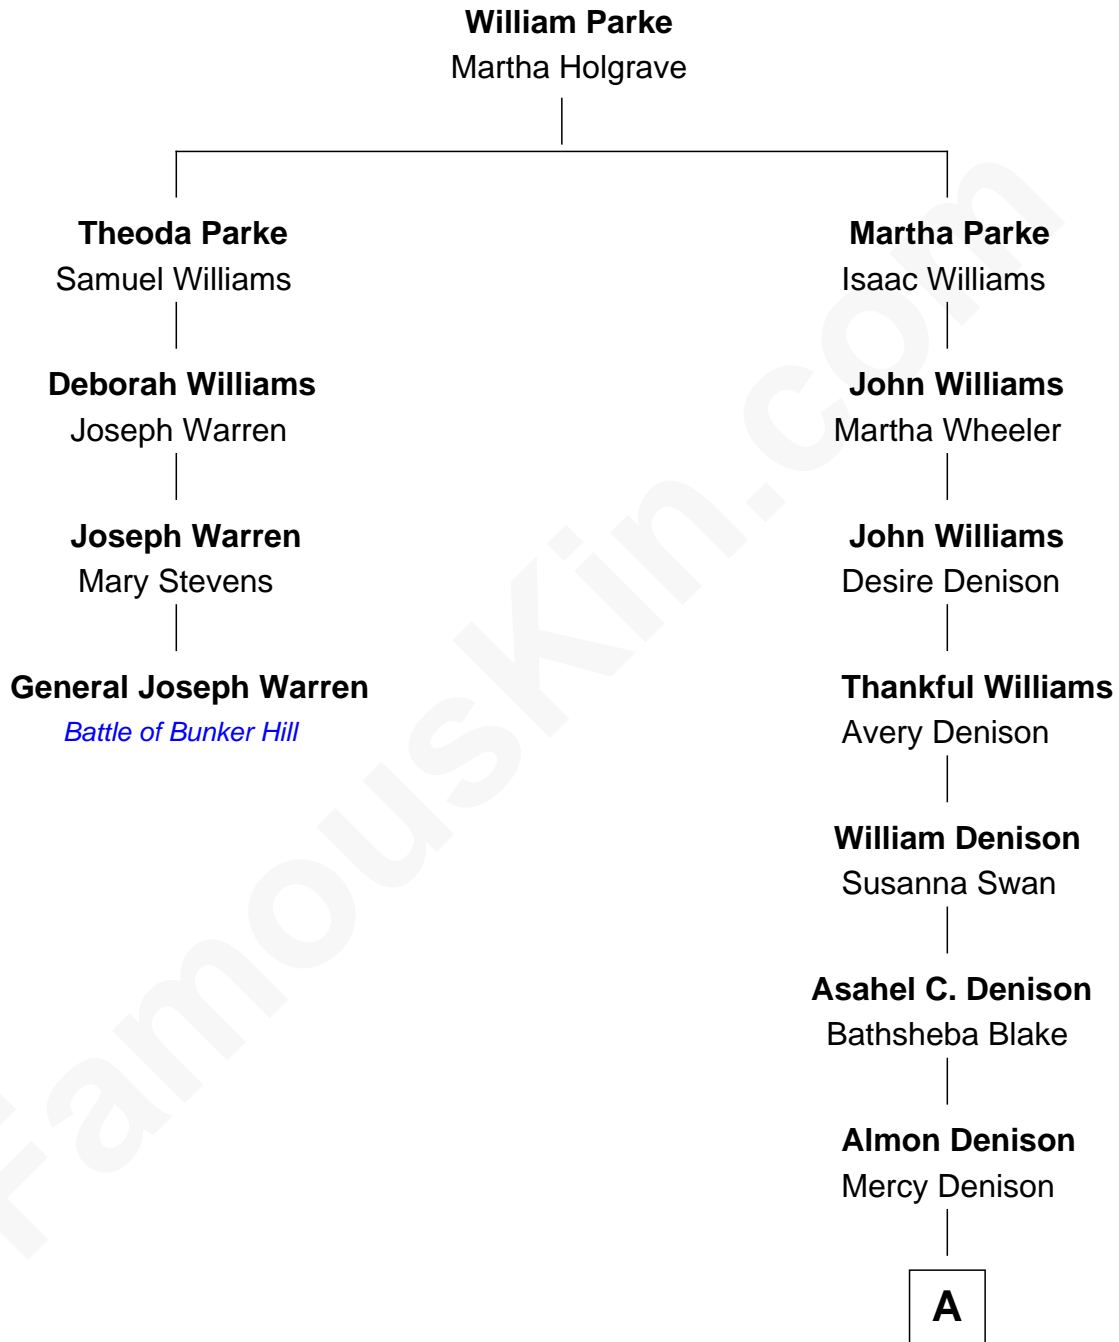 William Parke
Martha Holgrave
Theoda Parke
Samuel Williams
Deborah Williams
Joseph Warren
Joseph Warren
Mary Stevens
General Joseph Warren
Battle of Bunker Hill
Martha Parke
Isaac Williams
John Williams
Martha Wheeler
John Williams
Desire Denison
Thankful Williams
Avery Denison
William Denison
Susanna Swan
Asahel C. Denison
Bathsheba Blake
Almon Denison
Mercy Denison
A
FamousKin.com